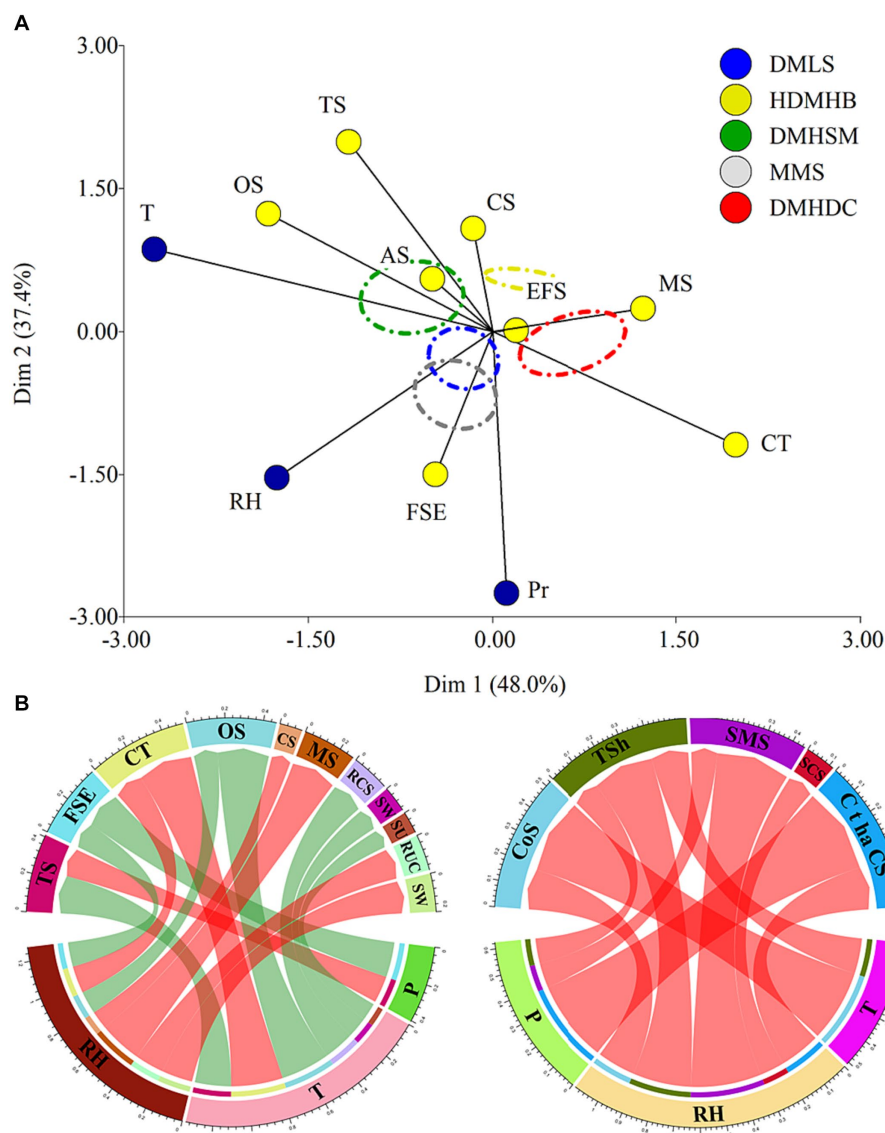 A
3.00
1.50
0.00
-1.50
-3.00
-3.00
-1.50
0.00
1.50
3.00
Dim 2 (37.4%)
Dim 1 (48.0%)
DMLS
HDMHB
DMHSM
MMS
DMHDC
TS
OS
T
CS
AS
EFS
MS
CT
RH
FSE
Pr
B
TS
FSE
CT
OS
CS
MS
RCS
SW
SU
RUC
SW
P
T
RH
CoS
TSh
SMS
SCS
C t ha CS
T
RH
P